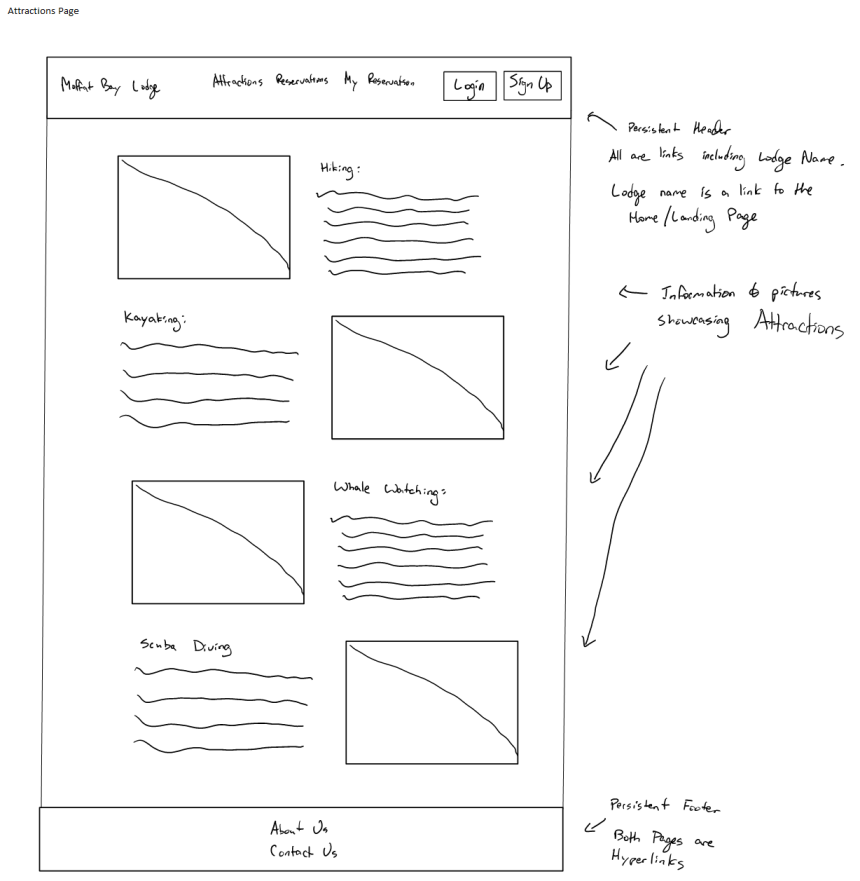 Attractions Page
Moffat Bay Lodge Attractions Reservations My Reservation Login Sign Up
Persistent Header
All are links including Lodge Name.
Lodge name is a link to the
Home/Landing Page
Hiking:
Information & pictures
showcasing Attractions
Kayaking:
Whale Watching:
Scuba Diving
Persistent Footer
Both Pages are
Hyperlinks
About Us
Contact Us